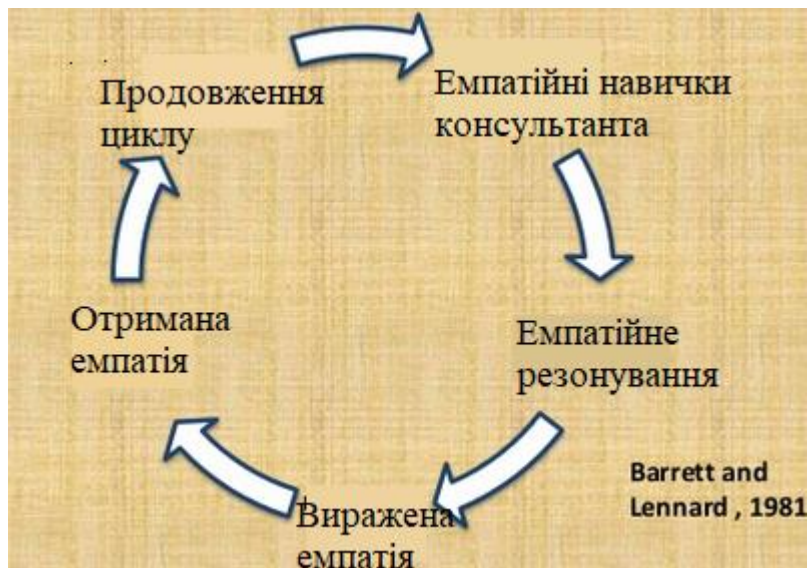 Продовження
циклу
Емпатійні навички
консультанта
Емпатійне
резонування
Виражена
емпатія
Отримана
емпатія
Barrett and
Lennard , 1981